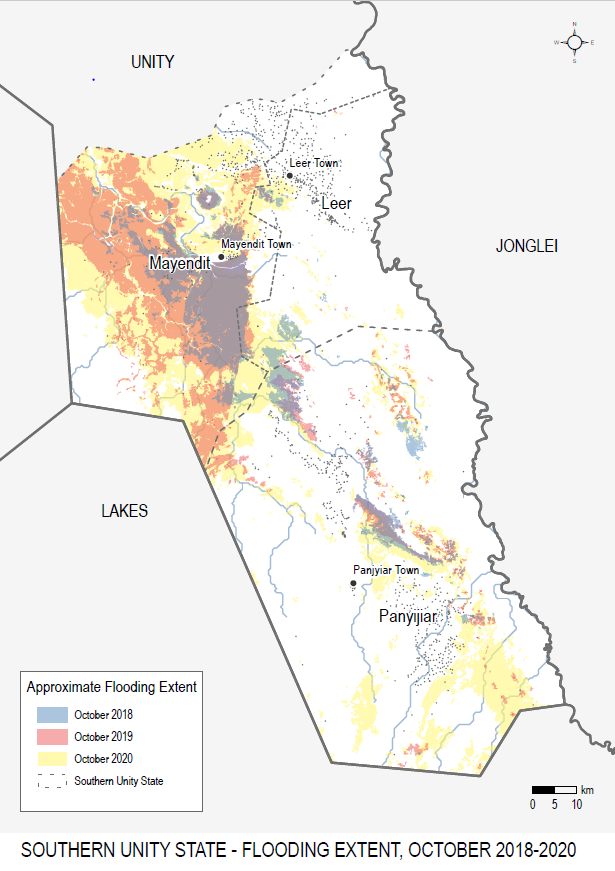 UNITY
N
W
E
S
Leer Town
Leer
JONGLEI
Mayendit Town
Mayendit
LAKES
Panyjiar Town
Panyijiar
Approximate Flooding Extent
October 2018
October 2019
October 2020
Southern Unity State
km
0 5 10
SOUTHERN UNITY STATE - FLOODING EXTENT, OCTOBER 2018-2020